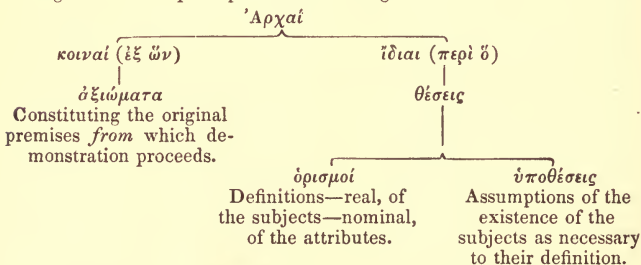 Ἀρχαί
κοιναί (ἐξ ὧν)
ἴδιαι (περὶ ὅ)
ἀξιώματα
Constituting the original
premises from which de-
monstration proceeds.
θέσεις
ὁρισμοί
Definitions—real, of
the subjects—nominal,
of the attributes.
ὑποθέσεις
Assumptions of the
existence of the
subjects as necessary
to their definition.